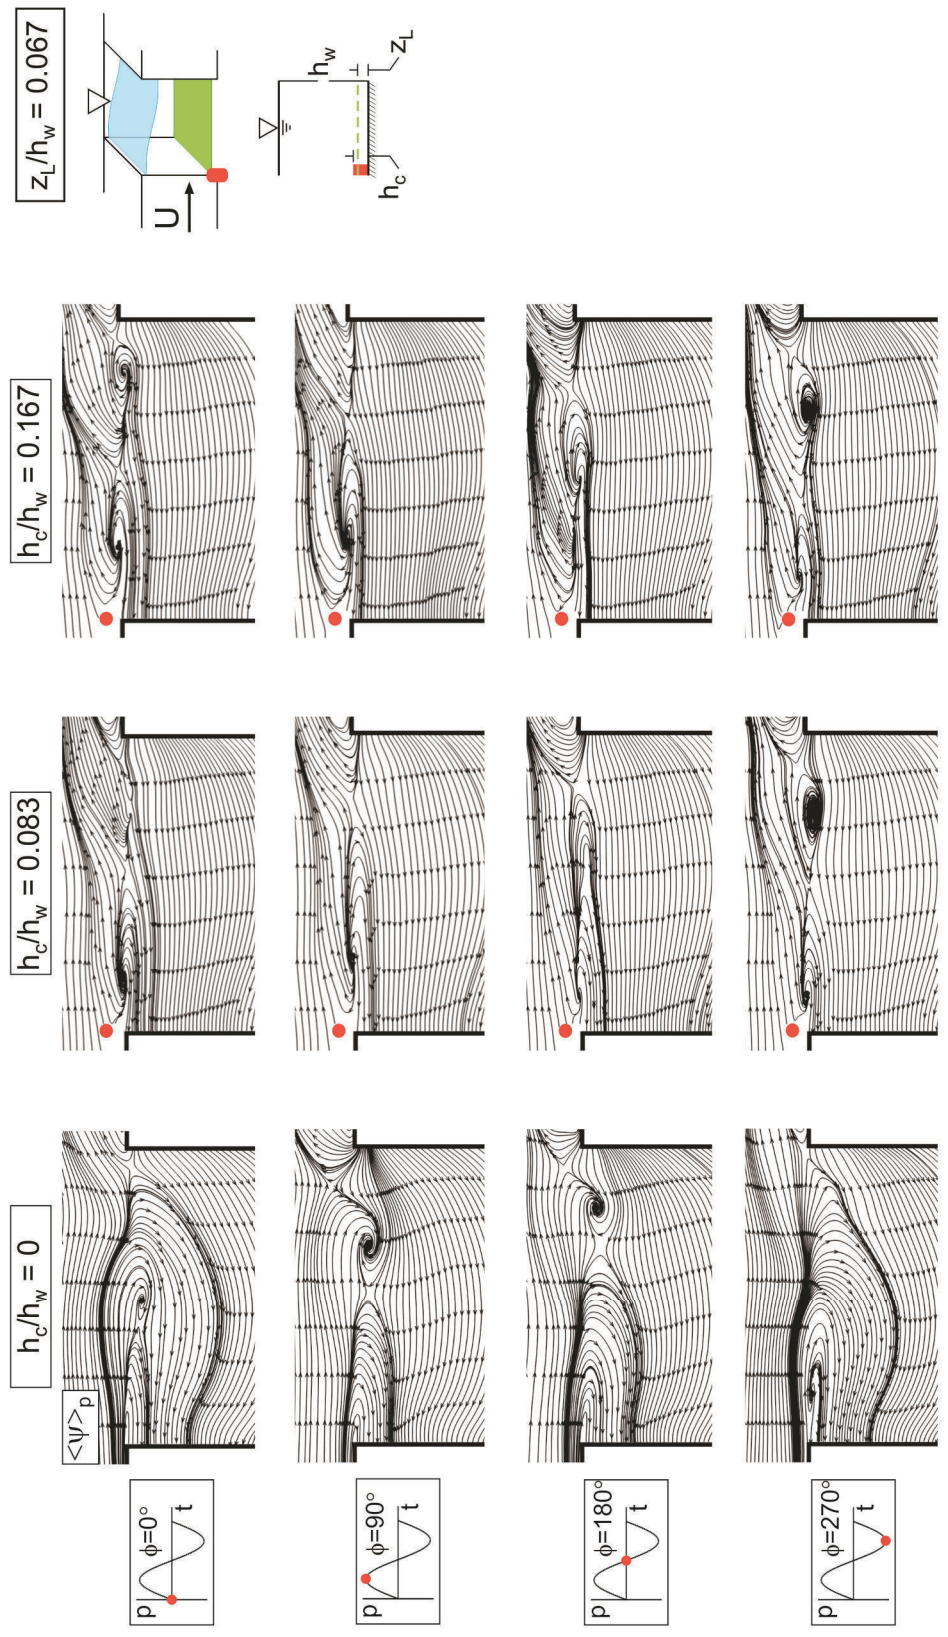 h_c/h_w = 0
h_c/h_w = 0.083
h_c/h_w = 0.167
z_L/h_w = 0.067
<ψ>_p
p
ϕ=0°
t
p
ϕ=90°
t
p
ϕ=180°
t
p
ϕ=270°
t
U
h_w
h_c
z_L